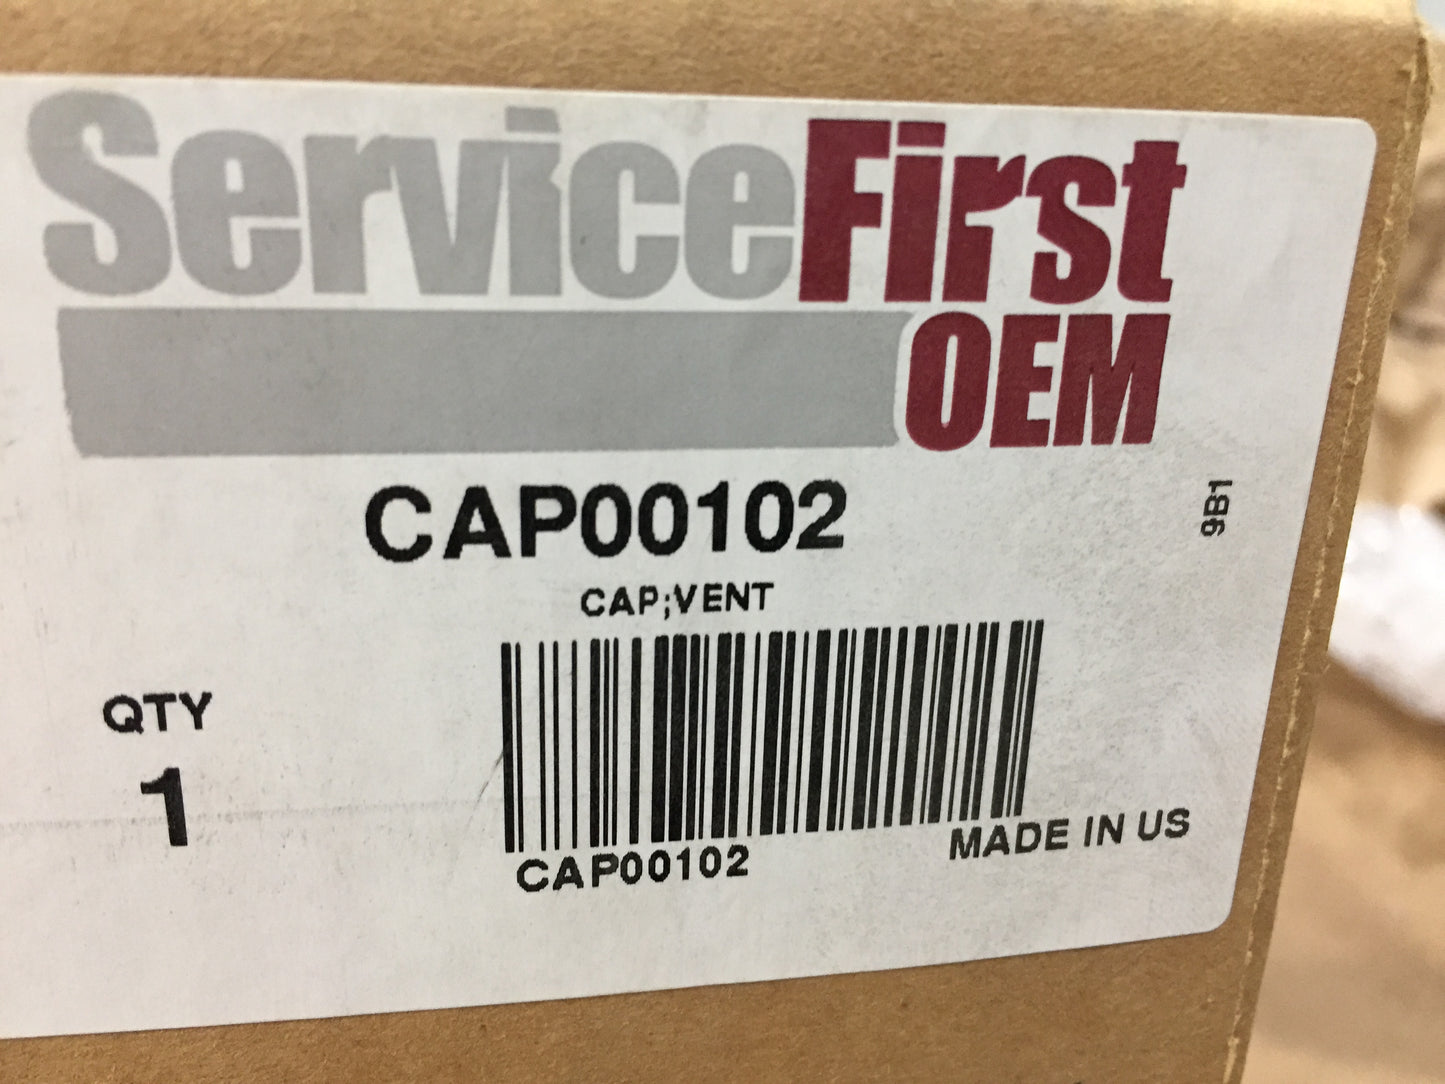 ServiceFirst
OEM
CAP00102
9B1
CAP;VENT
QTY
1
CAP00102
MADE IN US